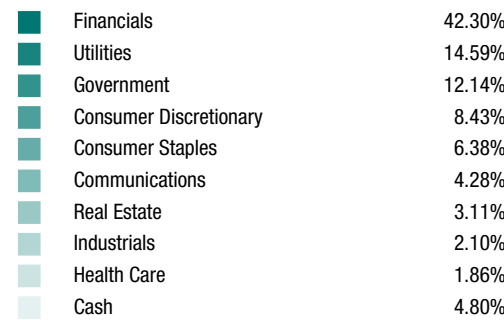 Financials 42.30%
Utilities 14.59%
Government 12.14%
Consumer Discretionary 8.43%
Consumer Staples 6.38%
Communications 4.28%
Real Estate 3.11%
Industrials 2.10%
Health Care 1.86%
Cash 4.80%